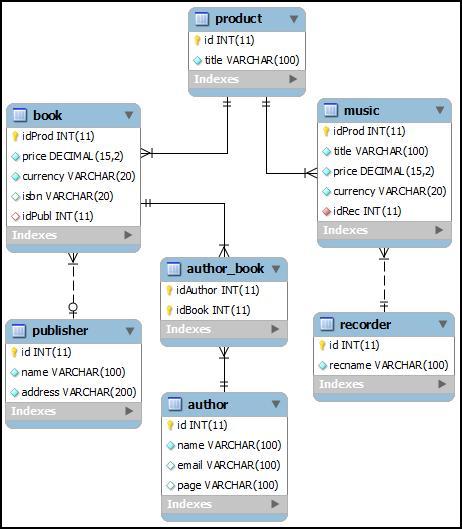 product
id INT(11)
title VARCHAR(100)
Indexes
book
idProd INT(11)
price DECIMAL(15,2)
currency VARCHAR(20)
isbn VARCHAR(20)
idPubl INT(11)
Indexes
music
idProd INT(11)
title VARCHAR(100)
price DECIMAL(15,2)
currency VARCHAR(20)
idRec INT(11)
Indexes
author_book
idAuthor INT(11)
idBook INT(11)
Indexes
publisher
id INT(11)
name VARCHAR(100)
address VARCHAR(200)
Indexes
recorder
id INT(11)
recname VARCHAR(100)
Indexes
author
id INT(11)
name VARCHAR(100)
email VARCHAR(100)
page VARCHAR(100)
Indexes